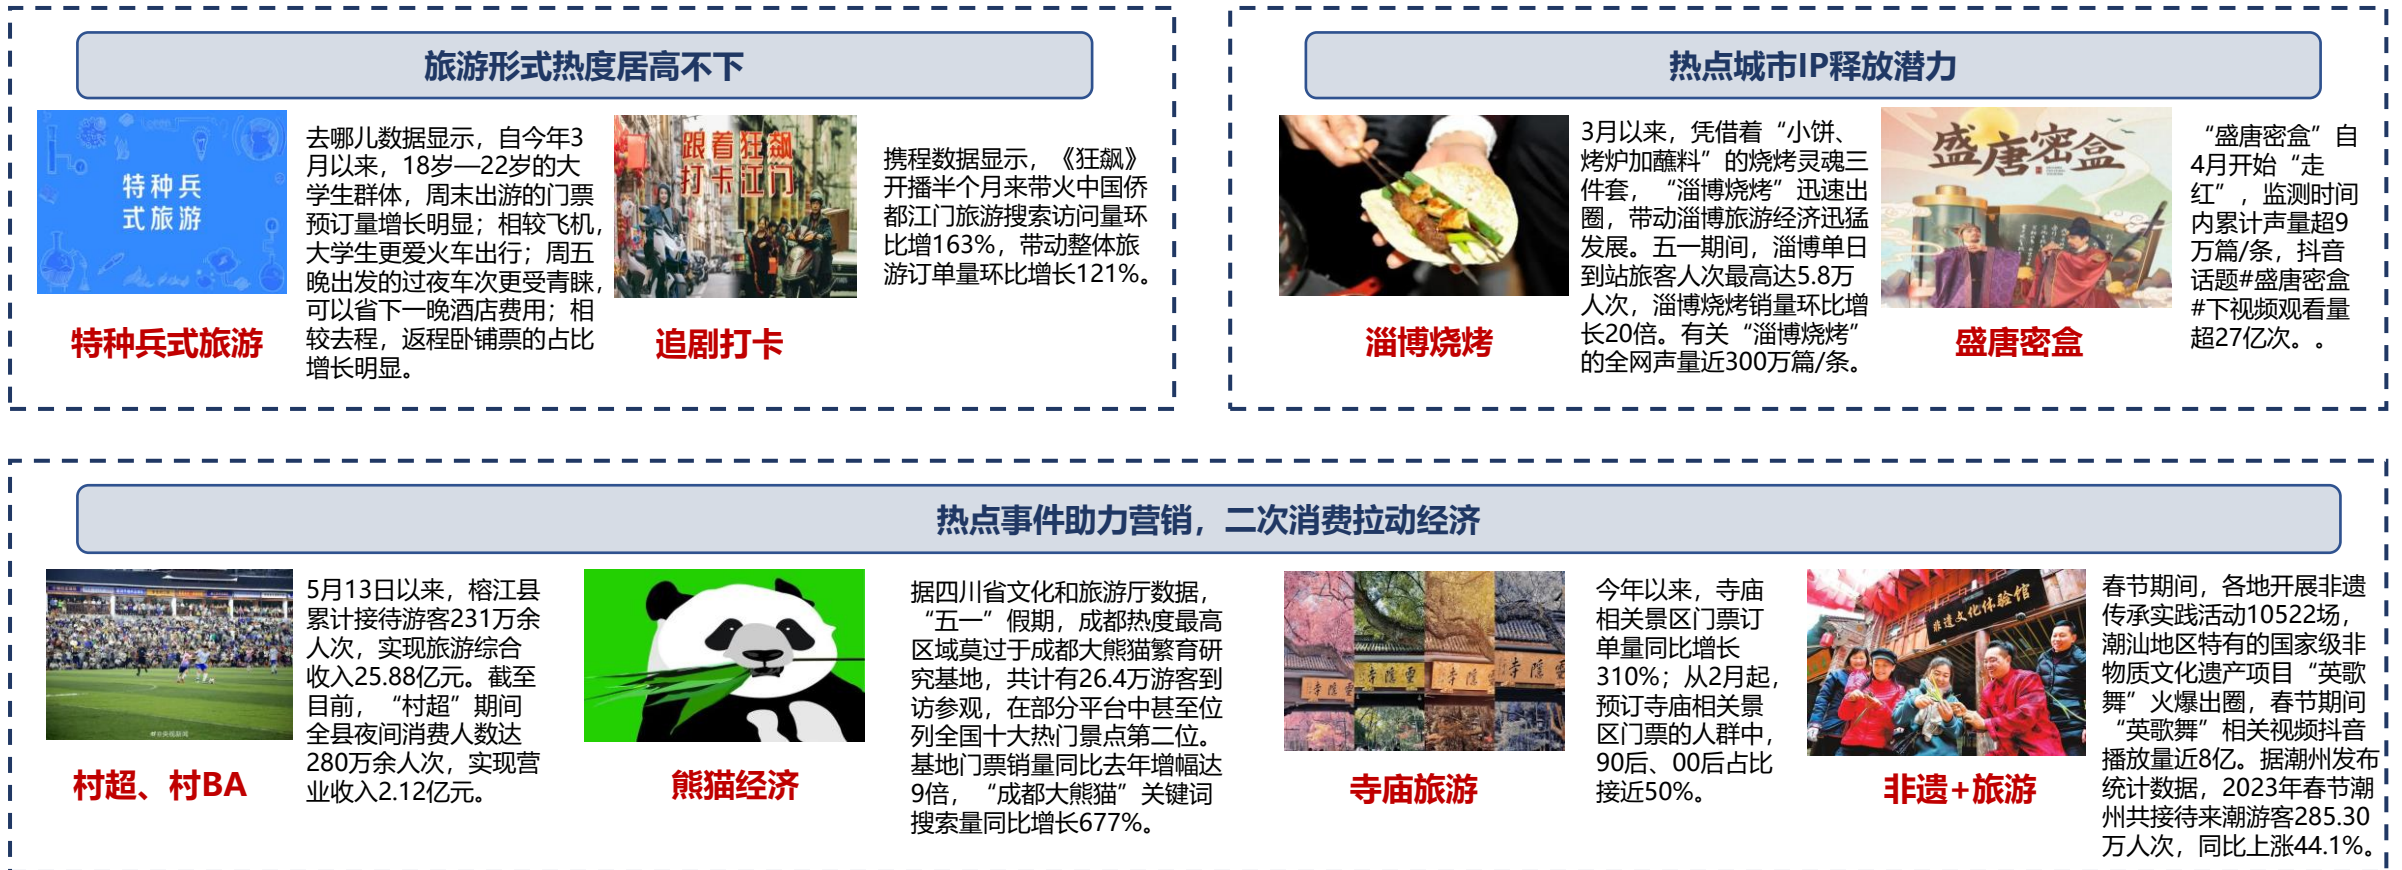 旅游形式热度居高不下
特种兵
式旅游
特种兵式旅游
去哪儿数据显示，自今年3
月以来，18岁—22岁的大
学生群体，周末出游的门票
预订量增长明显；相较飞机，
大学生更爱火车出行；周五
晚出发的过夜车次更受青睐，
可以省下一晚酒店费用；相
较去程，返程卧铺票的占比
增长明显。
跟着狂飙
打卡江门
追剧打卡
携程数据显示，《狂飙》
开播半个月来带火中国侨
都江门旅游搜索访问量环
比增163%，带动整体旅
游订单量环比增长121%。
热点城市IP释放潜力
淄博烧烤
3月以来，凭借着“小饼、
烤炉加蘸料”的烧烤灵魂三
件套，“淄博烧烤”迅速出
圈，带动淄博旅游经济迅猛
发展。五一期间，淄博单日
到站旅客人次最高达5.8万
人次，淄博烧烤销量环比增
长20倍。有关“淄博烧烤”
的全网声量近300万篇/条。
盛唐密盒
盛唐密盒
“盛唐密盒”自
4月开始“走
红”，监测时间
内累计声量超9
万篇/条，抖音
话题#盛唐密盒
#下视频观看量
超27亿次。。
热点事件助力营销，二次消费拉动经济
@央视新闻
村超、村BA
5月13日以来，榕江县
累计接待游客231万余
人次，实现旅游综合
收入25.88亿元。截至
目前，“村超”期间
全县夜间消费人数达
280万余人次，实现营
业收入2.12亿元。
熊猫经济
据四川省文化和旅游厅数据，
“五一”假期，成都热度最高
区域莫过于成都大熊猫繁育研
究基地，共计有26.4万游客到
访参观，在部分平台中甚至位
列全国十大热门景点第二位。
基地门票销量同比去年增幅达
9倍，“成都大熊猫”关键词
搜索量同比增长677%。
寺隐靈
寺隐靈
寺隐靈
寺隐靈
寺庙旅游
今年以来，寺庙
相关景区门票订
单量同比增长
310%；从2月起，
预订寺庙相关景
区门票的人群中，
90后、00后占比
接近50%。
非遗文化体验馆
非遗+旅游
春节期间，各地开展非遗
传承实践活动10522场，
潮汕地区特有的国家级非
物质文化遗产项目“英歌
舞”火爆出圈，春节期间
“英歌舞”相关视频抖音
播放量近8亿。据潮州发布
统计数据，2023年春节潮
州共接待来潮游客285.30
万人次，同比上涨44.1%。